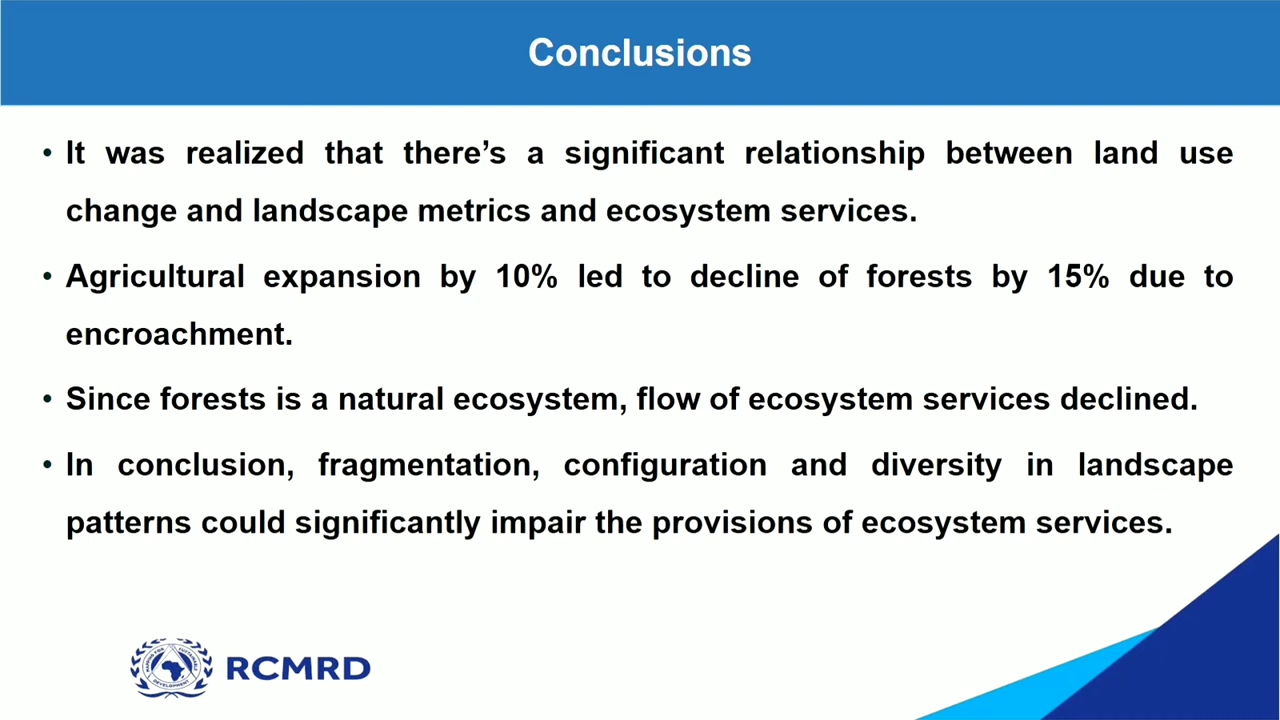 Conclusions
• It was realized that there’s a significant relationship between land use
change and landscape metrics and ecosystem services.
• Agricultural expansion by 10% led to decline of forests by 15% due to
encroachment.
• Since forests is a natural ecosystem, flow of ecosystem services declined.
• In conclusion, fragmentation, configuration and diversity in landscape
patterns could significantly impair the provisions of ecosystem services.
RCMRD